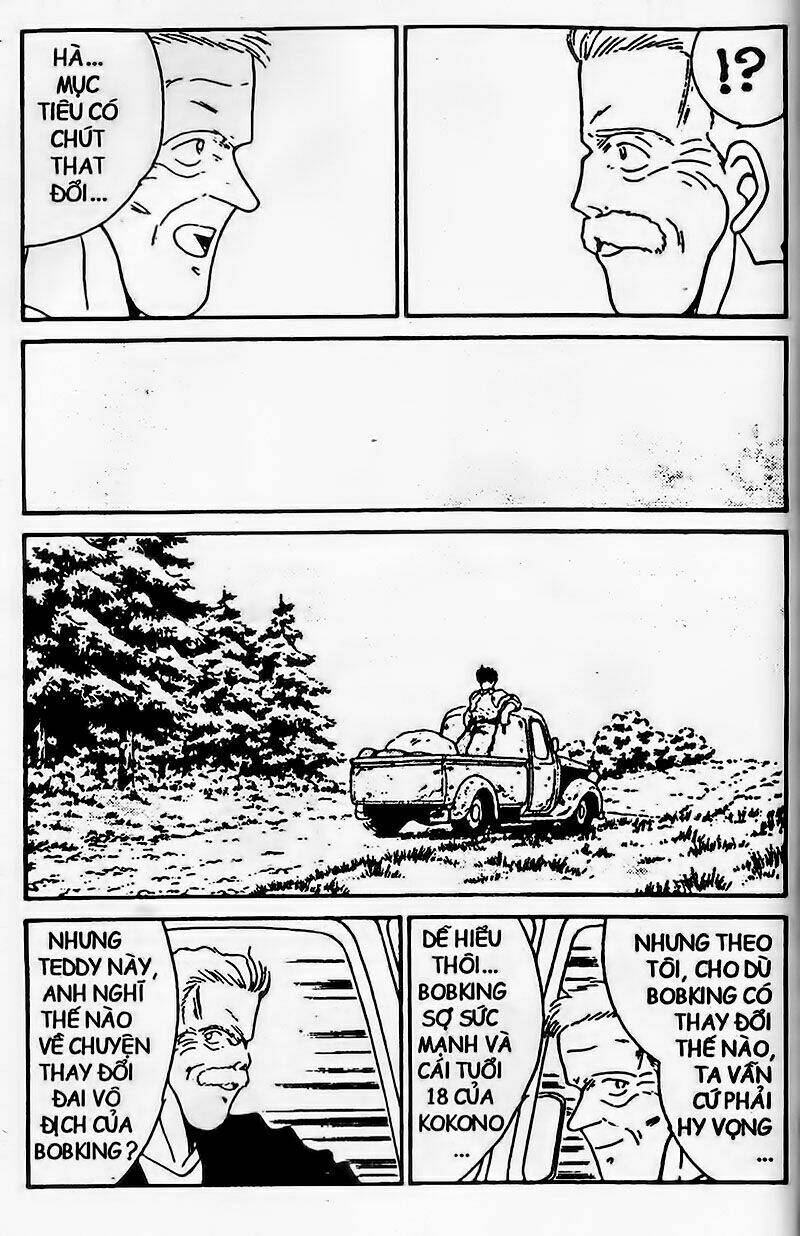 HÀ...
MỤC
TIÊU CÓ
CHÚT
THAT
ĐỔI...
!?
NHƯNG
TEDDY NÀY,
ANH NGHĨ
THẾ NÀO
VỀ CHUYỆN
THAY ĐỔI
ĐAI VÔ
ĐỊCH CỦA
BOBKING?
DỄ HIỂU
THÔI...
BOBKING
SỢ SỨC
MẠNH VÀ
CÁI TUỔI
18 CỦA
KOKONO
...
NHƯNG THEO
TÔI, CHO DÙ
BOBKING CÓ
THAY ĐỔI
THẾ NÀO,
TA VẪN
CỨ PHẢI
HY VỌNG
...